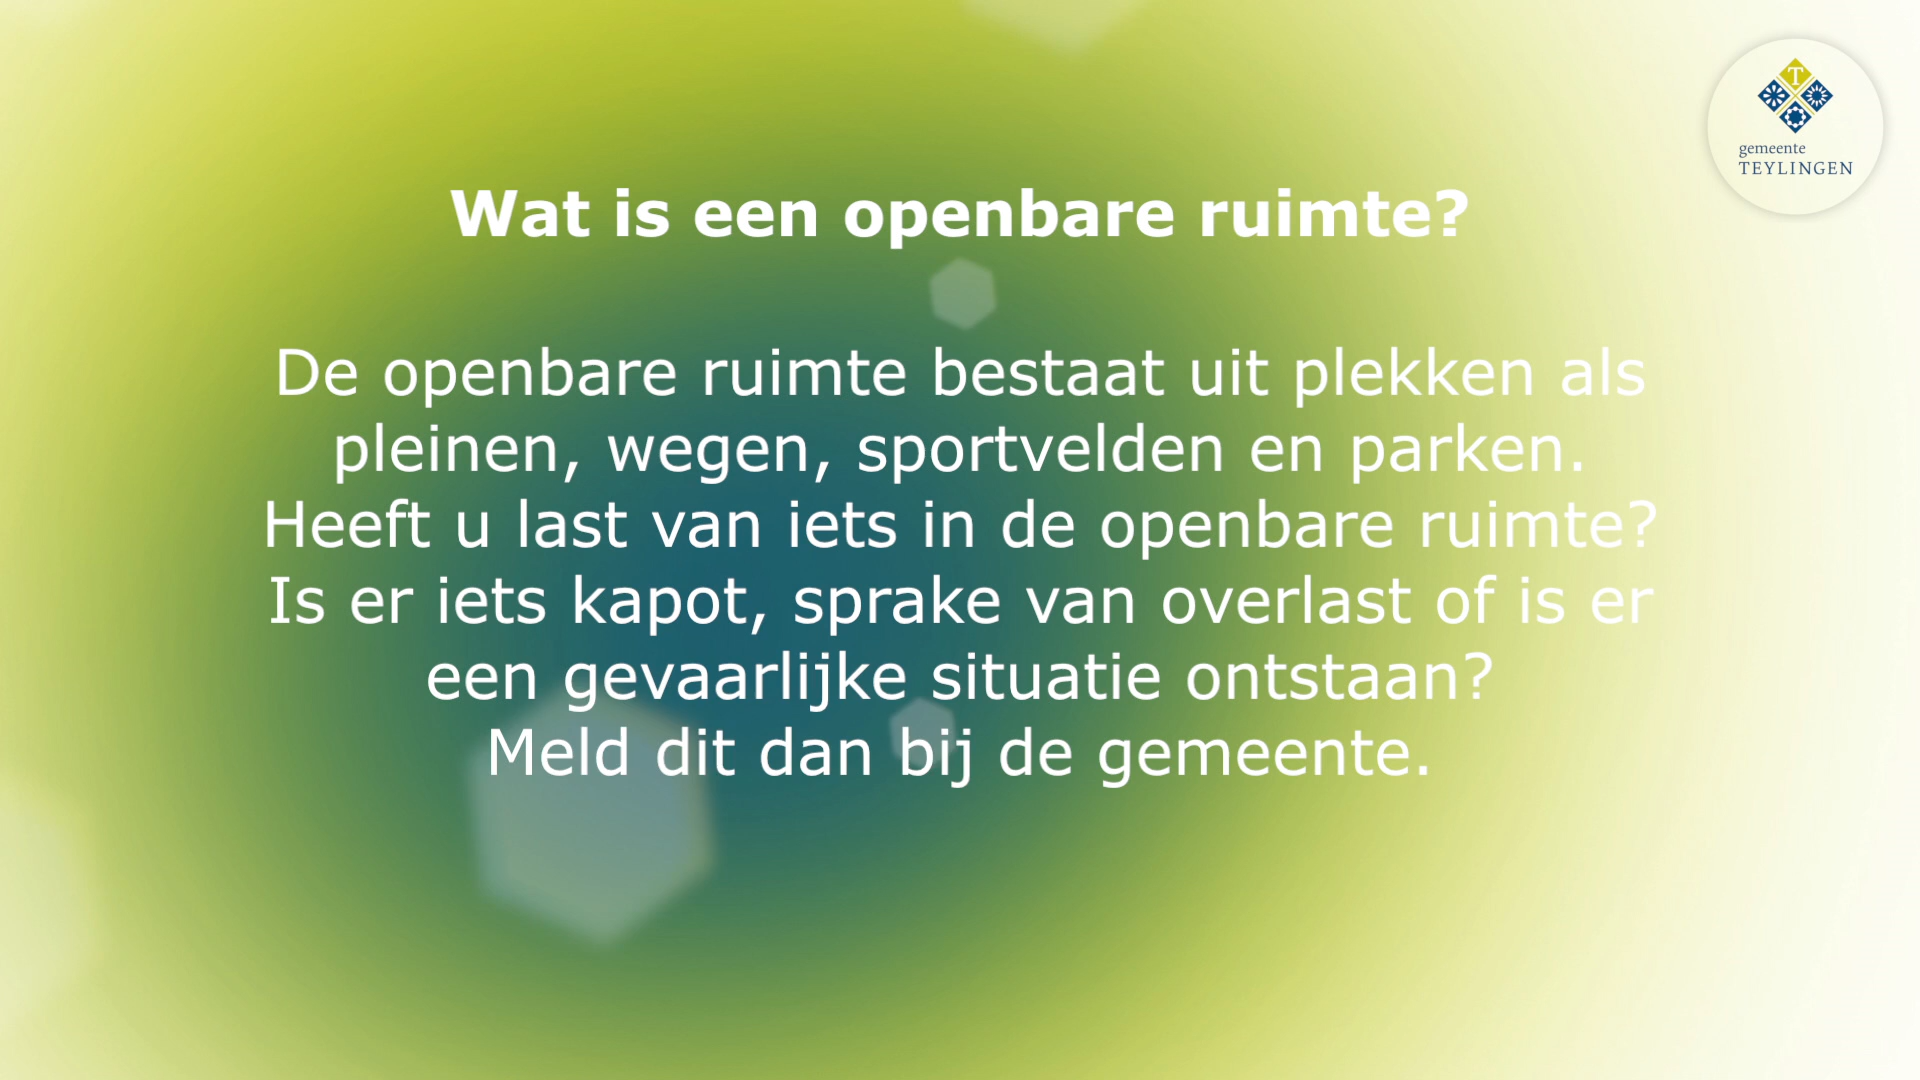 T
gemeente
TEYLINGEN
Wat is een openbare ruimte?
De openbare ruimte bestaat uit plekken als
pleinen, wegen, sportvelden en parken.
Heeft u last van iets in de openbare ruimte?
Is er iets kapot, sprake van overlast of is er
een gevaarlijke situatie ontstaan?
Meld dit dan bij de gemeente.